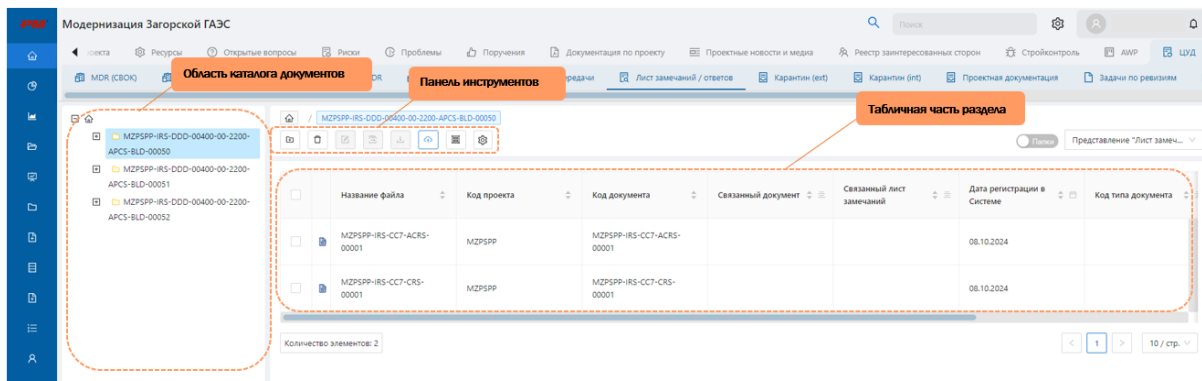 Модернизация Загорской ГАЭС
Поиск
Ресурсы
Открытые вопросы
Риски
Проблемы
Поручения
Документация по проекту
Проектные новости и медиа
Реестр заинтересованных сторон
Стройконтроль
AWP
ЦУД
MDR (СВОК)
Лист замечаний / ответов
Карантин (ext)
Карантин (int)
Проектная документация
Задачи по ревизиям
Область каталога документов
Панель инструментов
Табличная часть раздела
MZPSPP-IRS-DDD-00400-00-2200-
APCS-BLD-00050
MZPSPP-IRS-DDD-00400-00-2200-
APCS-BLD-00051
MZPSPP-IRS-DDD-00400-00-2200-
APCS-BLD-00052
/ MZPSPP-IRS-DDD-00400-00-2200-APCS-BLD-00050
Папки
Представление "Лист замеч...
Название файла
Код проекта
Код документа
Связанный документ
Связанный лист
замечаний
Дата регистрации в
Системе
Код типа документа
MZPSPP-IRS-CC7-ACRS-
00001
MZPSPP
MZPSPP-IRS-CC7-ACRS-
00001
08.10.2024
MZPSPP-IRS-CC7-CRS-
00001
MZPSPP
MZPSPP-IRS-CC7-CRS-
00001
08.10.2024
Количество элементов: 2
1
10 / стр.